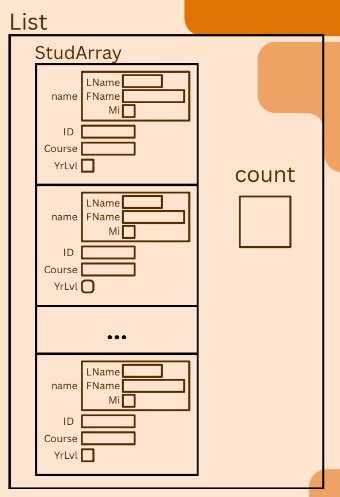 List
StudArray
LName
name FName
Mi
ID
Course
YrLvl
count
LName
name FName
Mi
ID
Course
YrLvl
...
LName
name FName
Mi
ID
Course
YrLvl